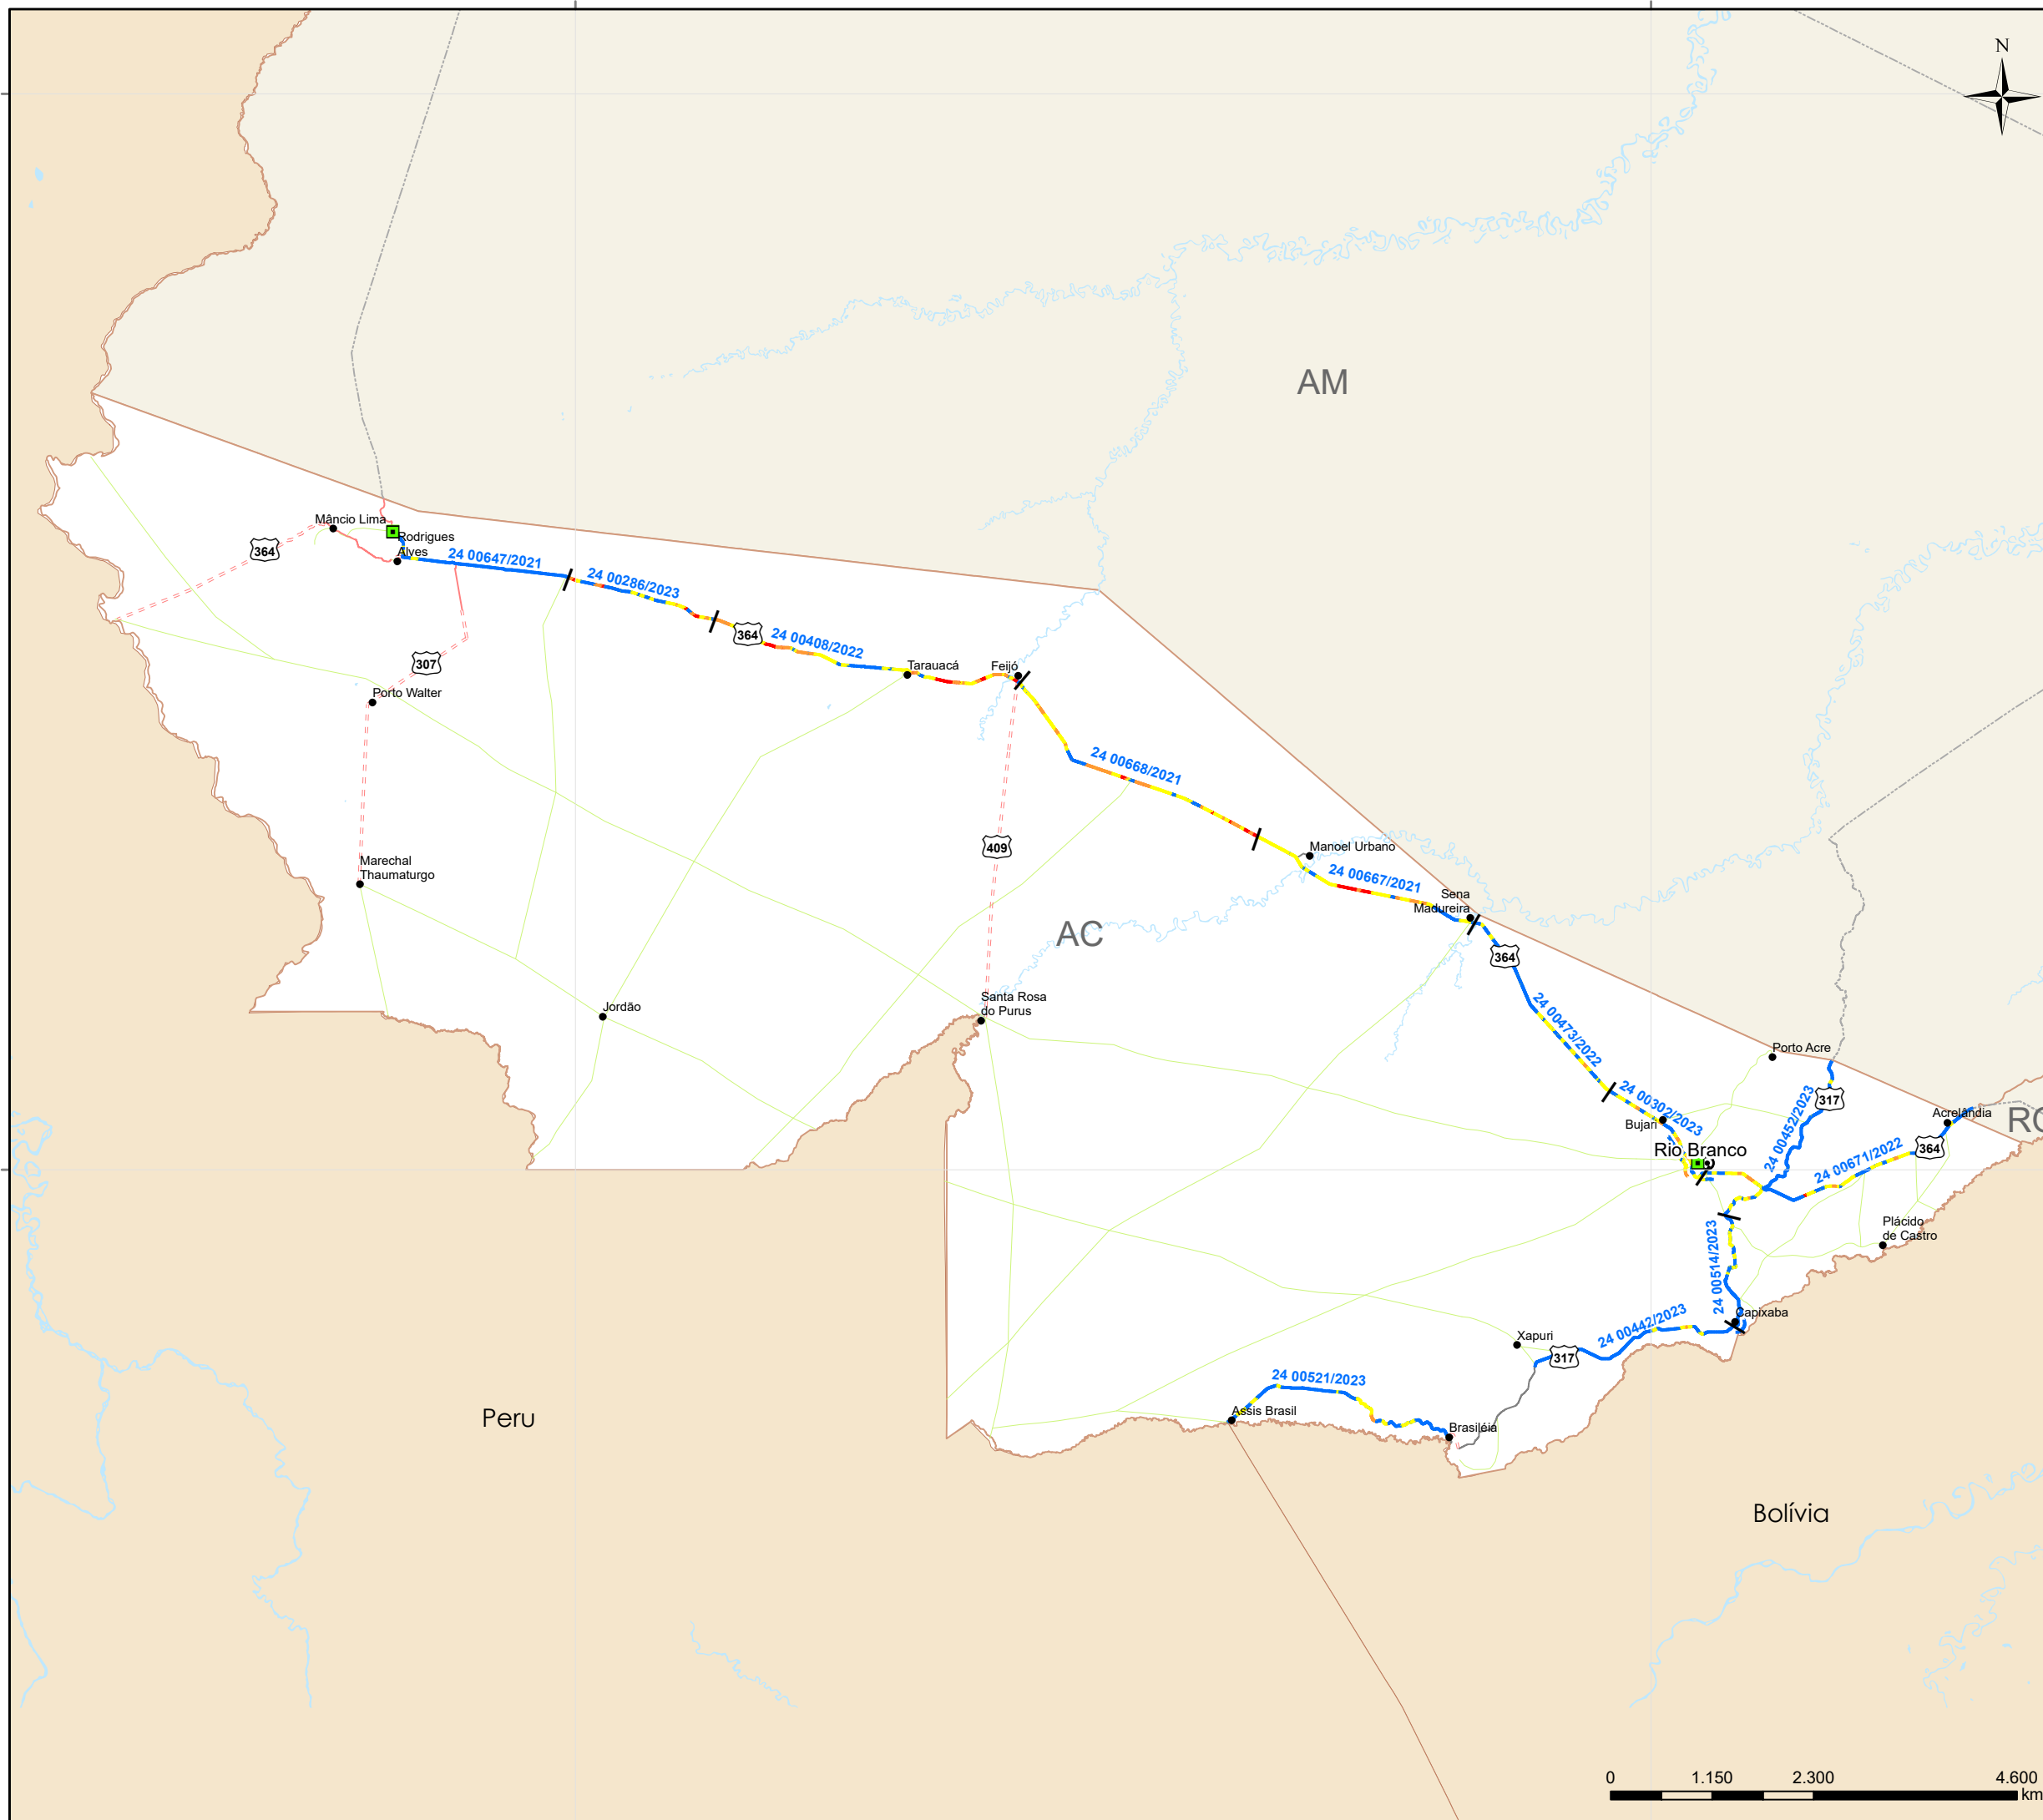 N
AM
Mâncio Lima
Rodrigues
Alves
364
24 00647/2021
24 00286/2023
364
24 00408/2022
307
Tarauacá
Feijó
Porto Walter
24 00668/2021
409
Manoel Urbano
Marechal
Thaumaturgo
24 00667/2021
Sena
Madureira
AC
364
Santa Rosa
do Purus
Jordão
24 00473/2022
Porto Acre
24 00302/2023
317
24 00452/2023
Acrelândia
RO
Bujari
Rio Branco
364
24 00671/2022
Plácido
de Castro
24 00514/2023
Capixaba
24 00442/2023
Xapuri
317
24 00521/2023
Assis Brasil
Brasiléia
Peru
Bolívia
0 1.150 2.300 4.600
km